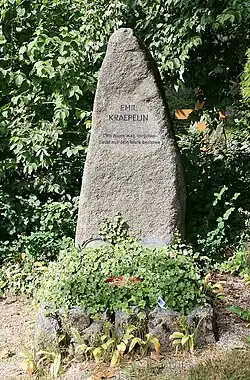 EMIL
KRAEPELIN
Dein Name mag vergehen
Bleibt nur dein Werk bestehen